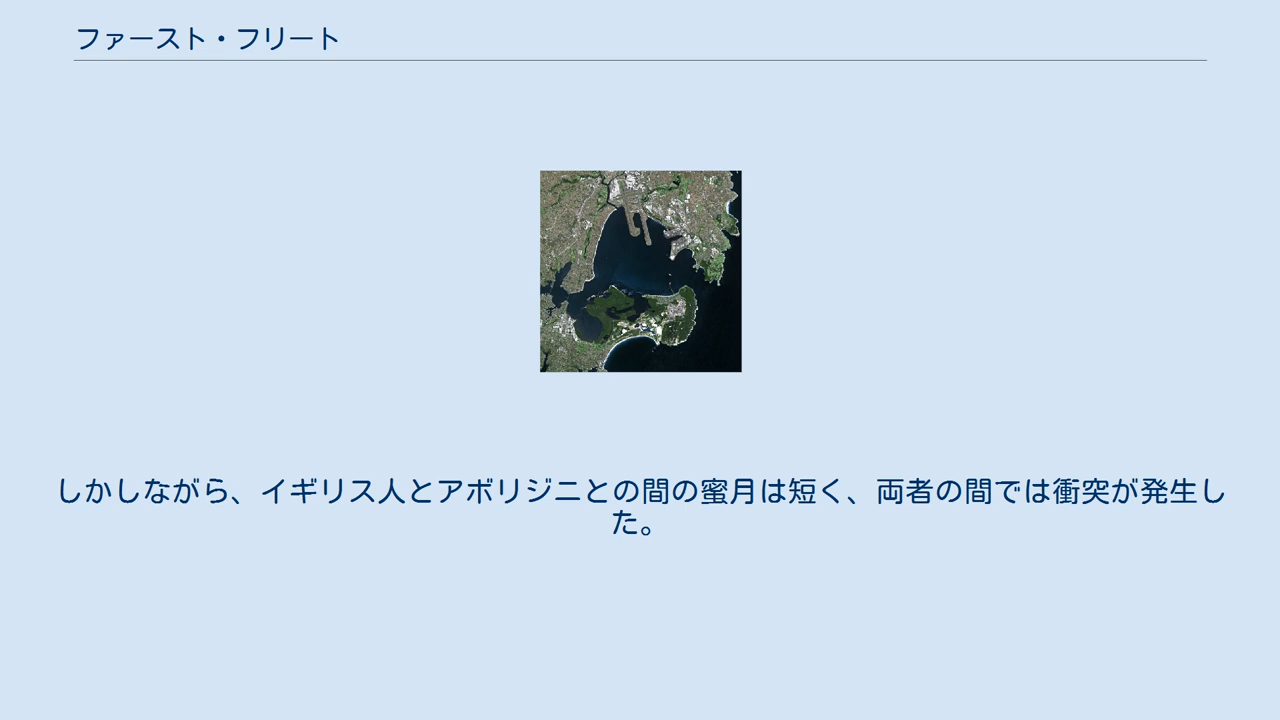 ファースト・フリート
しかしながら、イギリス人とアボリジニとの間の蜜月は短く、両者の間では衝突が発生し
た。